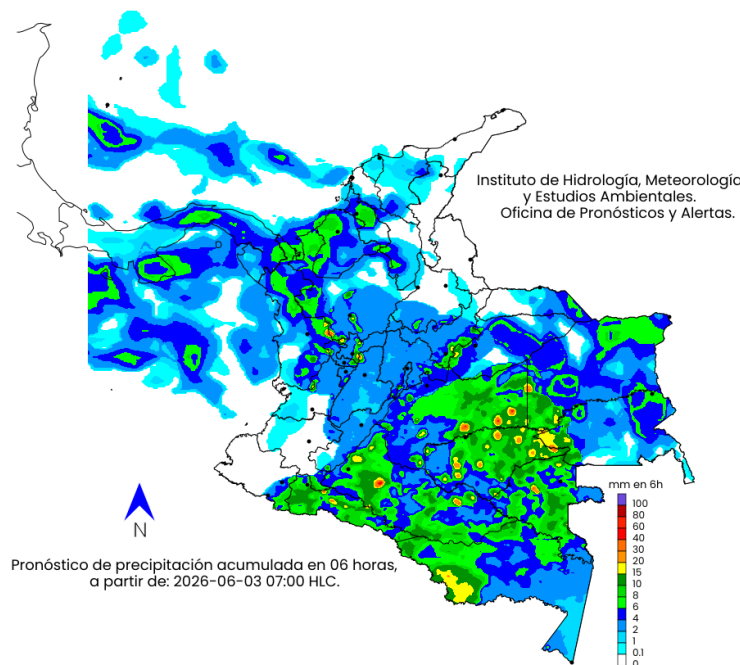 Instituto de Hidrología, Meteorología
y Estudios Ambientales.
Oficina de Pronósticos y Alertas.
N
Pronóstico de precipitación acumulada en 06 horas,
a partir de: 2026-06-03 07:00 HLC.
mm en 6h
100
80
60
40
30
20
15
10
8
6
4
2
1
0.1
0